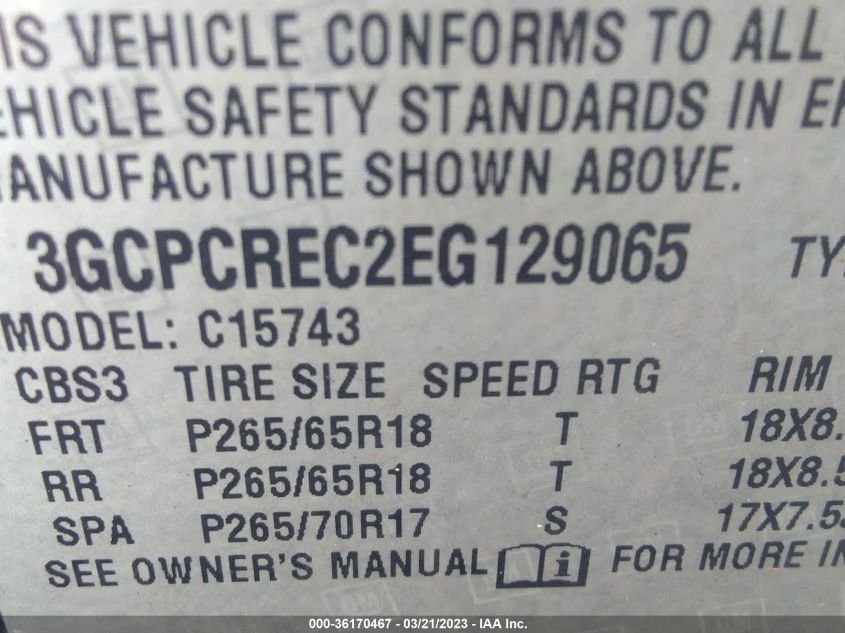 IS VEHICLE CONFORMS TO ALL
EHICLE SAFETY STANDARDS IN EF
MANUFACTURE SHOWN ABOVE.
3GCPCREC2EG129065 TY
MODEL: C15743
CBS3 TIRE SIZE SPEED RTG RIM
FRT P265/65R18 T 18X8.
RR P265/65R18 T 18X8.5
SPA P265/70R17 S 17X7.5
SEE OWNER'S MANUAL i FOR MORE IN
000-36170467 - 03/21/2023 - IAA Inc.